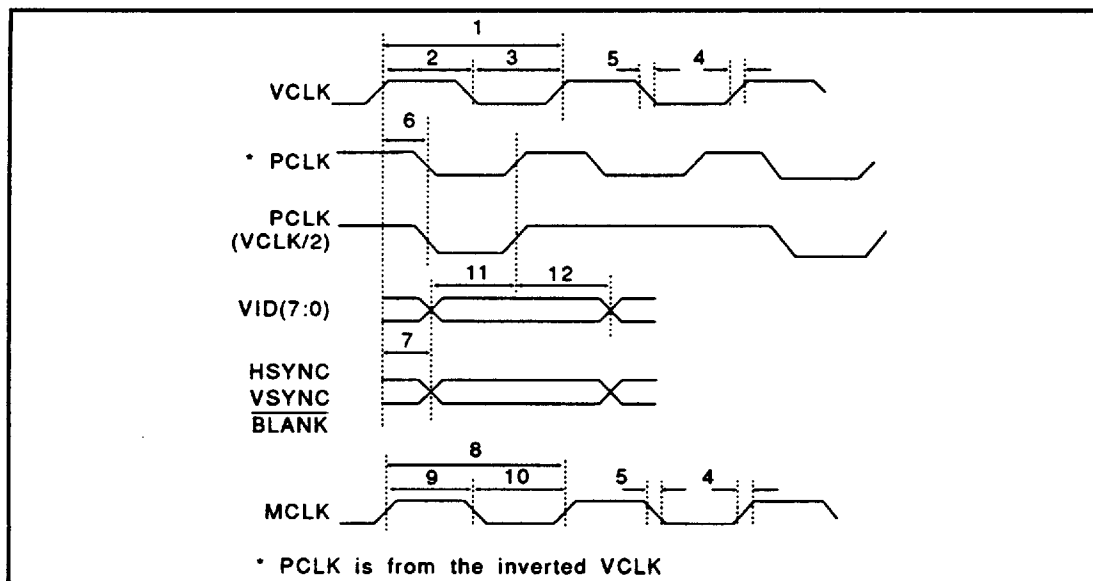 1
2 3 5 4
VCLK
6
* PCLK
PCLK
(VCLK/2)
11 12
VID(7:0)
7
HSYNC
VSYNC
BLANK
8
9 10 5 4
MCLK
* PCLK is from the inverted VCLK